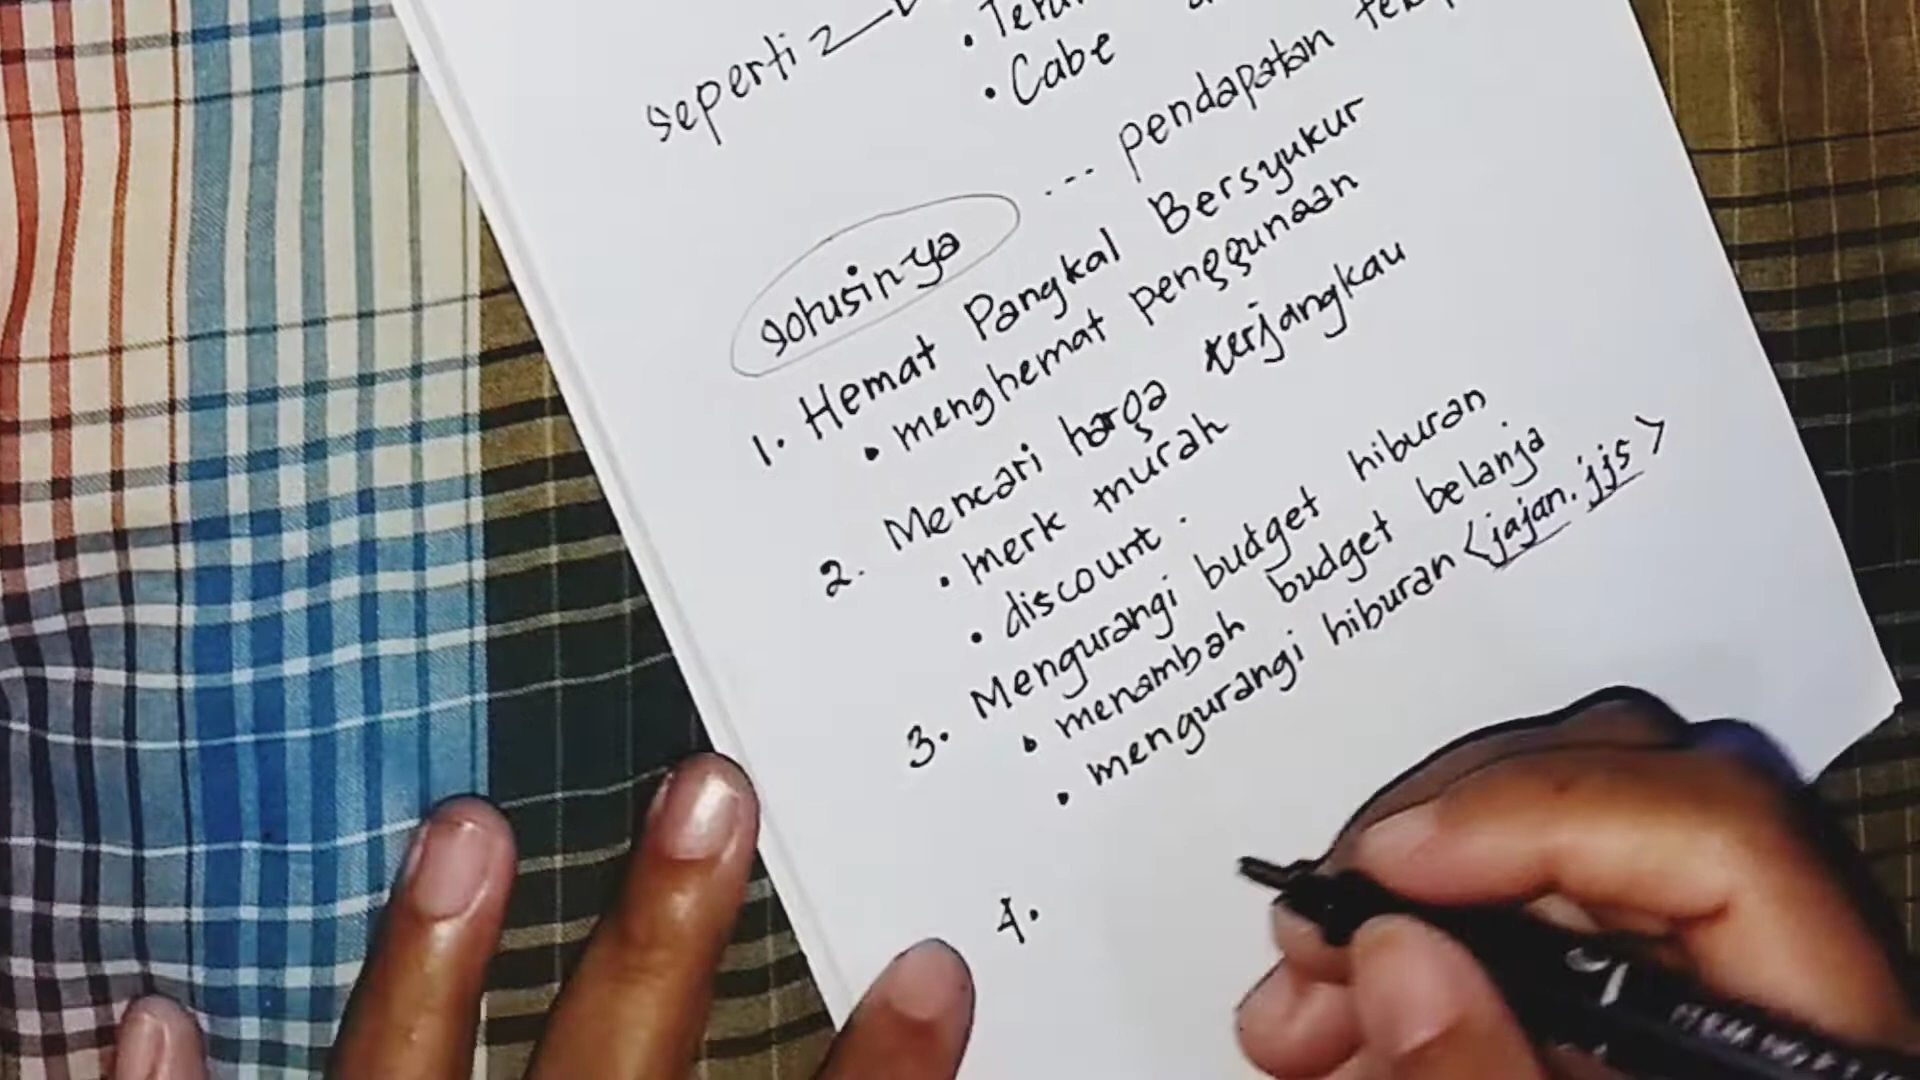 seperti 2
• Cabe
solusinya ... pendapatan
1. Hemat Pangkal Bersyukur
• menghemat penggunaan
2. Mencari harga terjangkau
• merk murah
• discount.
3. Mengurangi budget hiburan
• menambah budget belanja
• mengurangi hiburan <jajan. jjs>
4.